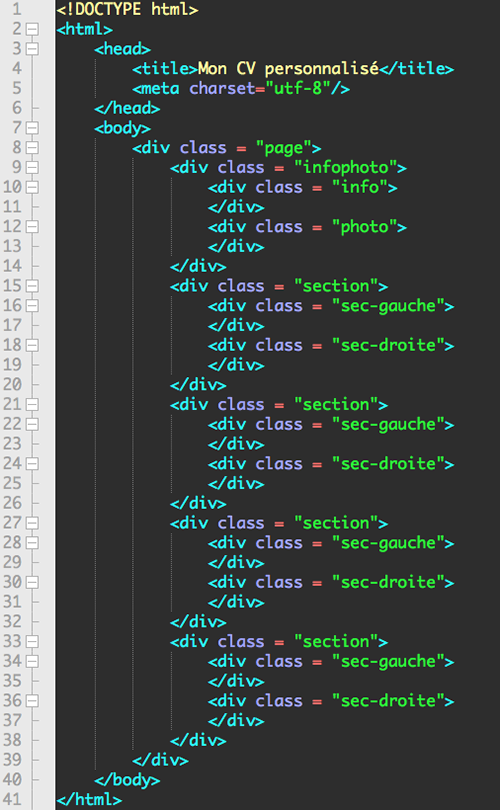 1 <!DOCTYPE html>
2 <html>
3 <head>
4 <title>Mon CV personnalisé</title>
5 <meta charset="utf-8"/>
6 </head>
7 <body>
8 <div class = "page">
9 <div class = "infophoto">
10 <div class = "info">
11 </div>
12 <div class = "photo">
13 </div>
14 </div>
15 <div class = "section">
16 <div class = "sec-gauche">
17 </div>
18 <div class = "sec-droite">
19 </div>
20 </div>
21 <div class = "section">
22 <div class = "sec-gauche">
23 </div>
24 <div class = "sec-droite">
25 </div>
26 </div>
27 <div class = "section">
28 <div class = "sec-gauche">
29 </div>
30 <div class = "sec-droite">
31 </div>
32 </div>
33 <div class = "section">
34 <div class = "sec-gauche">
35 </div>
36 <div class = "sec-droite">
37 </div>
38 </div>
39 </div>
40 </body>
41 </html>